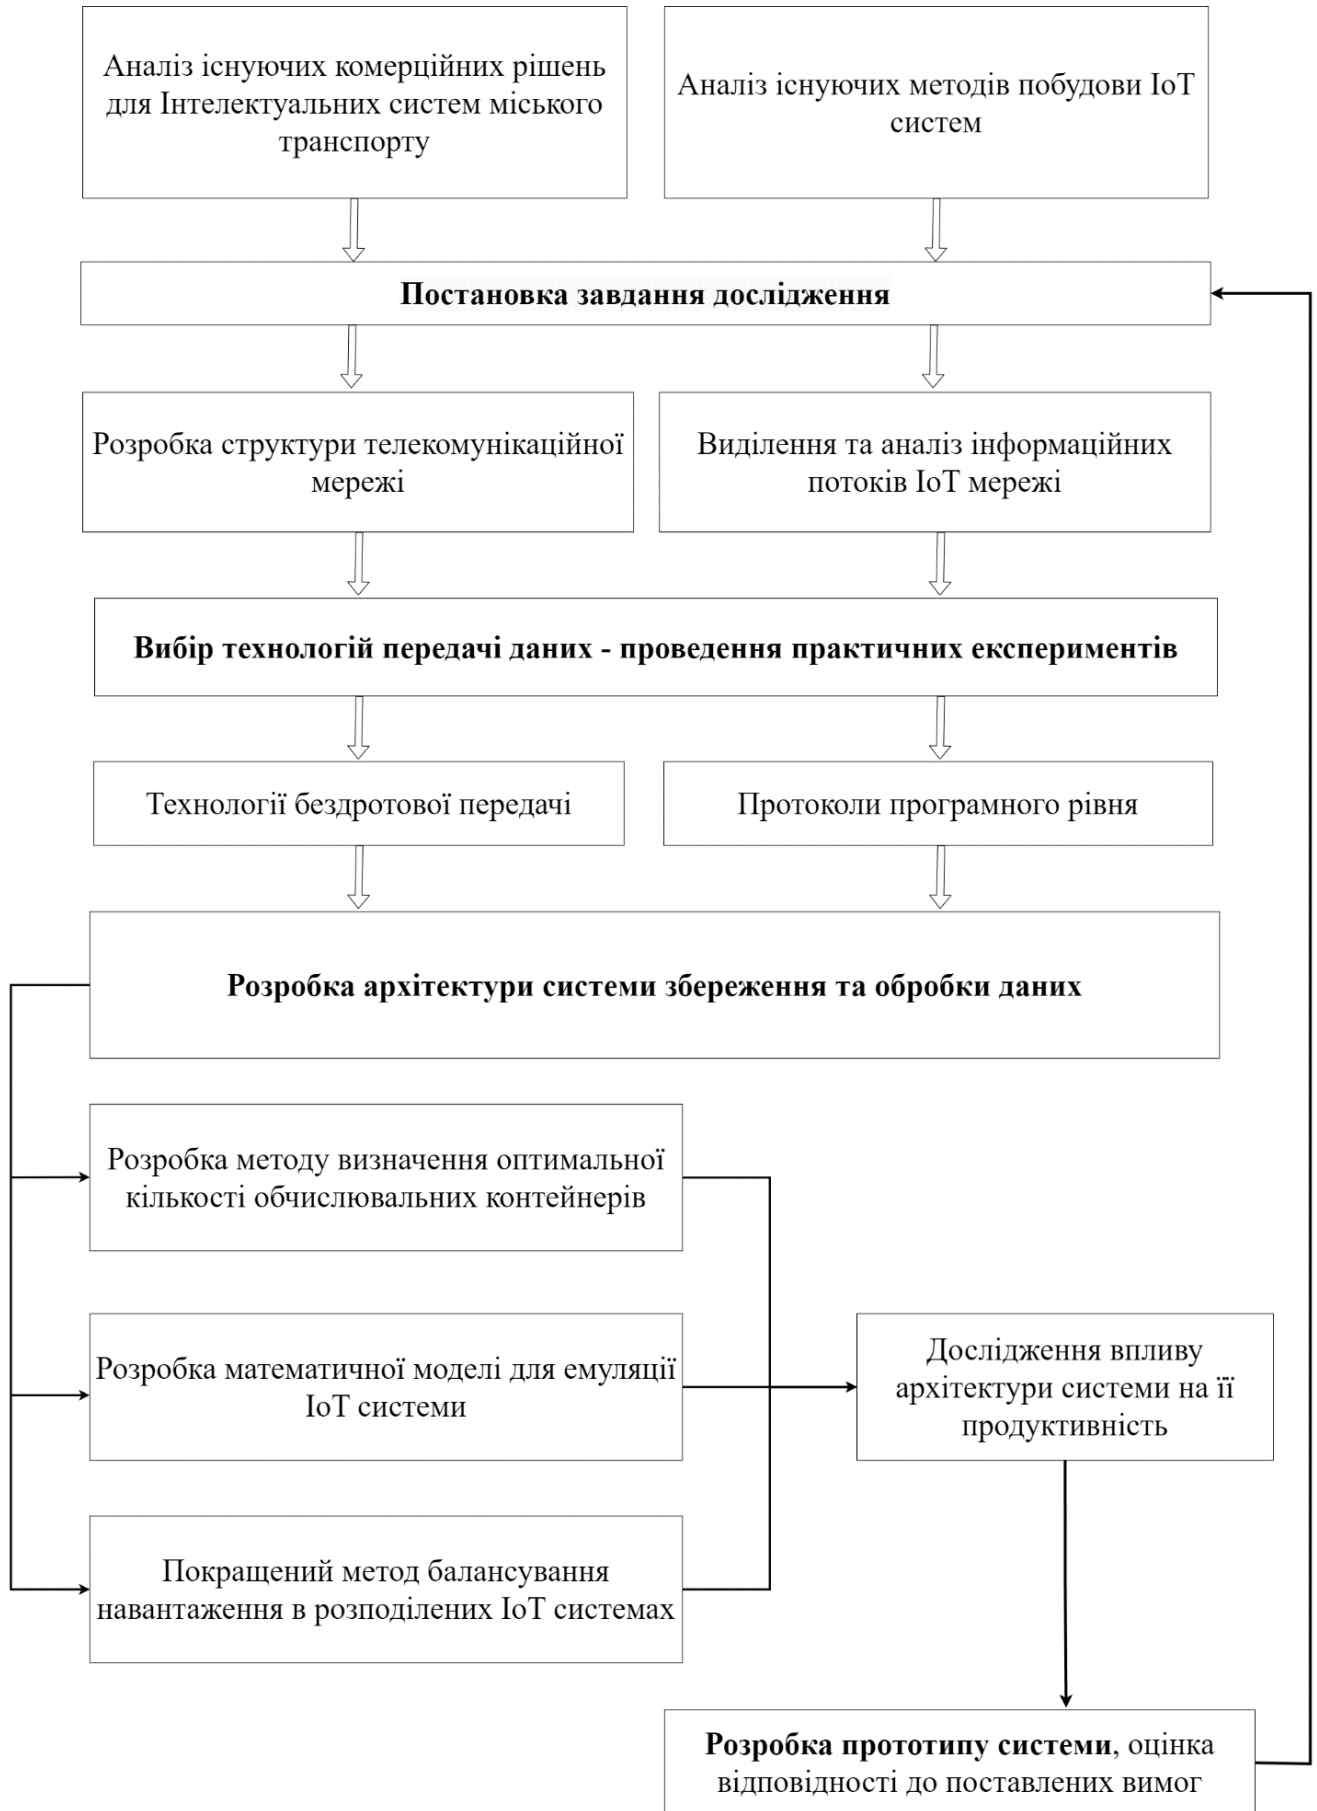 Аналіз існуючих комерційних рішень
для Інтелектуальних систем міського
транспорту
Аналіз існуючих методів побудови IoT
систем
Постановка завдання дослідження
Розробка структури телекомунікаційної
мережі
Виділення та аналіз інформаційних
потоків IoT мережі
Вибір технологій передачі даних - проведення практичних експериментів
Технології бездротової передачі
Протоколи програмного рівня
Розробка архітектури системи збереження та обробки даних
Розробка методу визначення оптимальної
кількості обчислювальних контейнерів
Розробка математичної моделі для емуляції
IoT системи
Дослідження впливу
архітектури системи на її
продуктивність
Покращений метод балансування
навантаження в розподілених IoT системах
Розробка прототипу системи, оцінка
відповідності до поставлених вимог